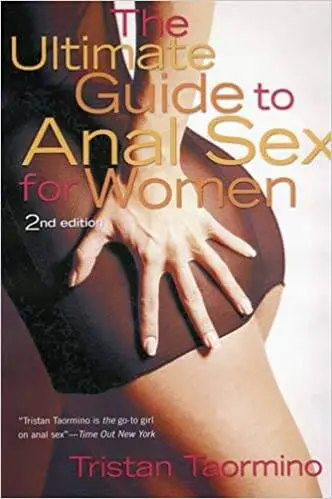 The
Ultimate
Guide to
Anal Sex
for Women
2nd edition
"Tristan Taormino is the go-to girl
on anal sex"—Time Out New York
Tristan Taormino